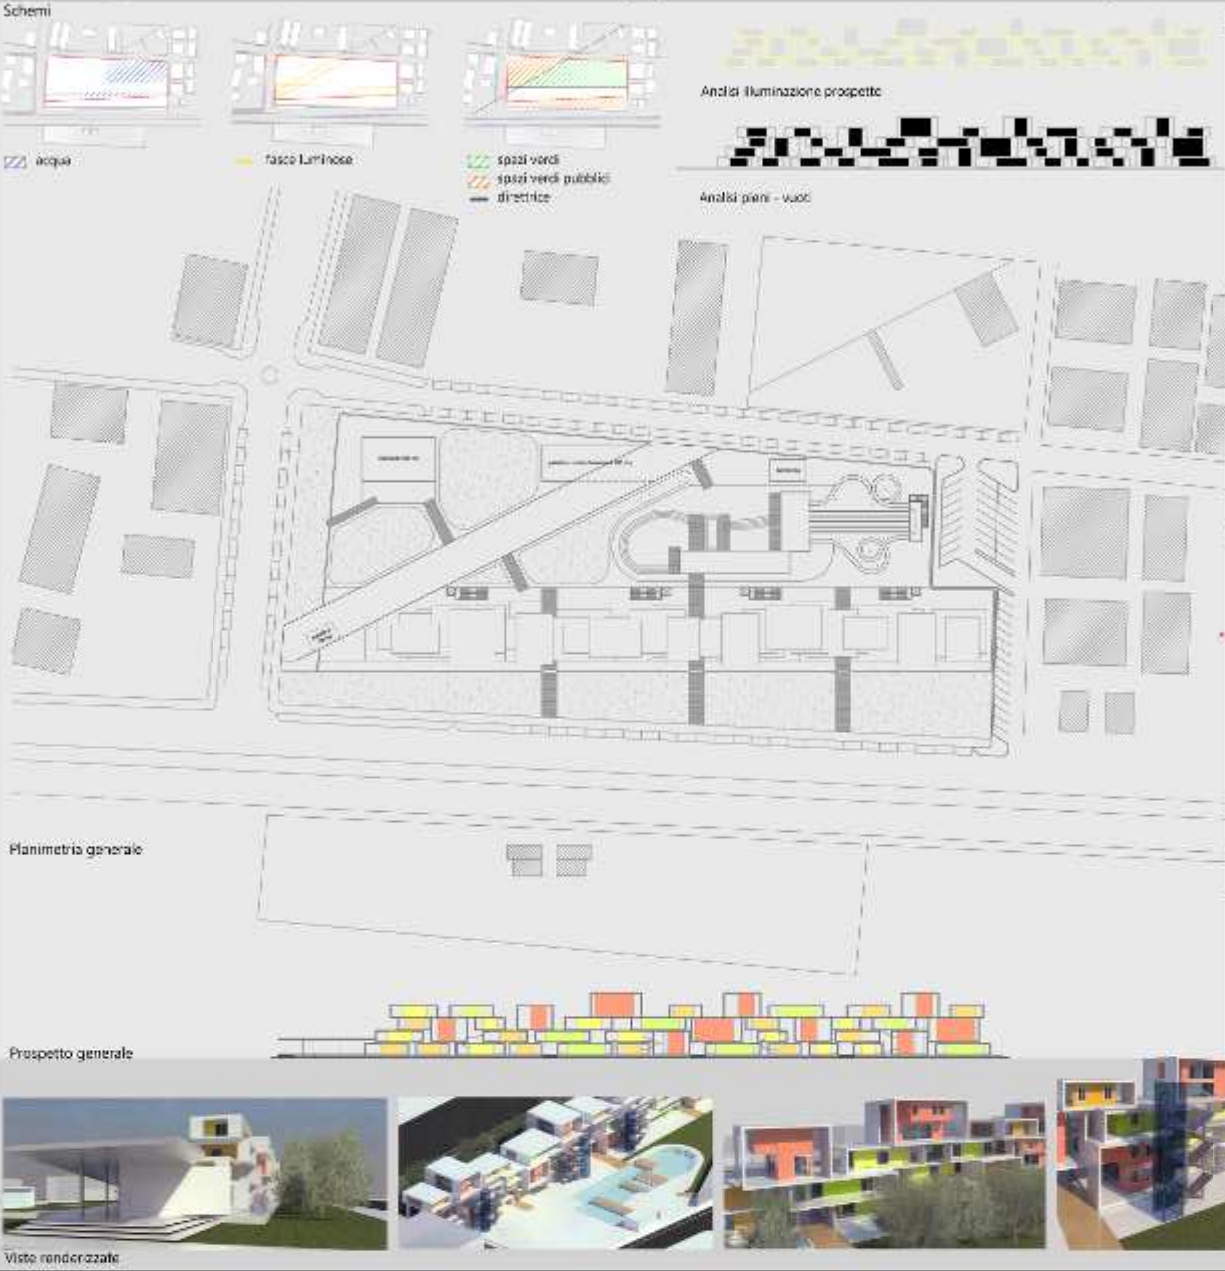 Schemi
acqua
fasce luminose
spazi verdi
spazi verdi pubblici
direttrice
Analisi illuminazione prospetto
Analisi pieni - vuoti
Planimetria generale
Prospetto generale
Viste renderizzate